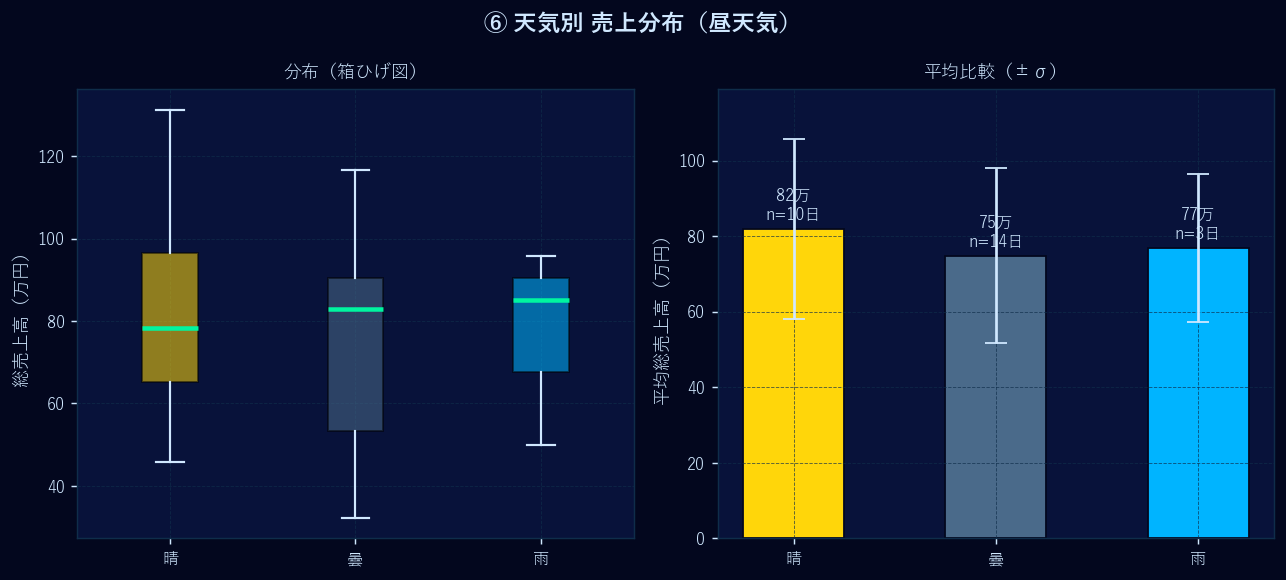 ⑥ 天気別 売上分布（昼天気）
分布（箱ひげ図）
総売上高（万円）
120
100
80
60
40
晴
曇
雨
平均比較（±σ）
平均総売上高（万円）
100
80
60
40
20
0
82万
n=10日
75万
n=14日
77万
n=3日
晴
曇
雨